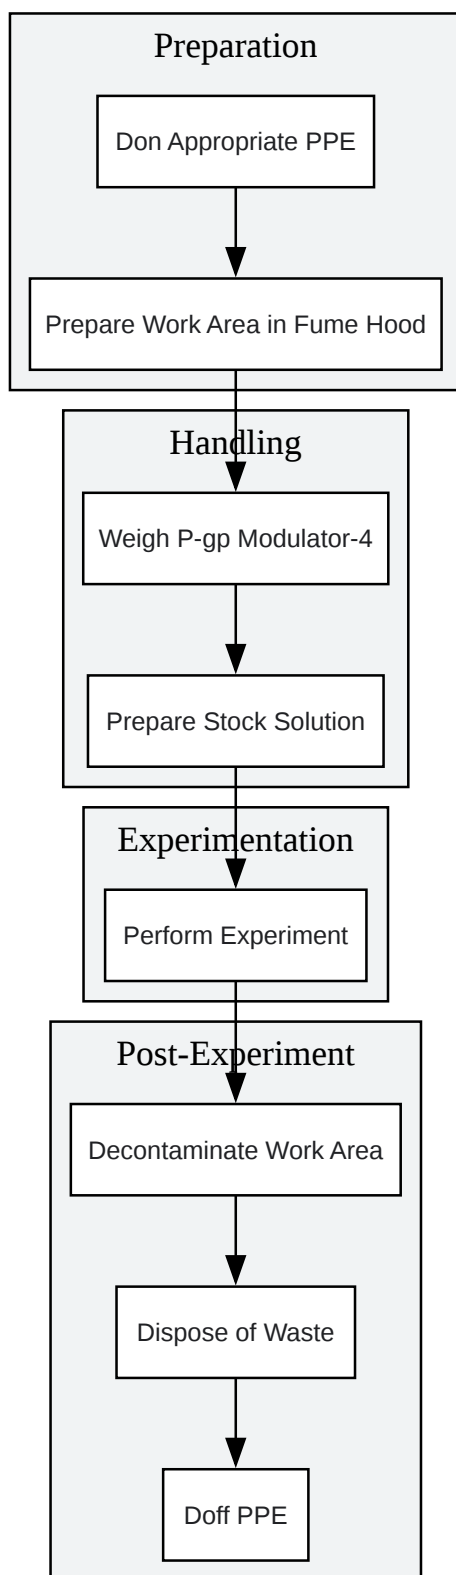 Preparation
Don Appropriate PPE
Prepare Work Area in Fume Hood
Handling
Weigh P-gp Modulator-4
Prepare Stock Solution
Experimentation
Perform Experiment
Post-Experiment
Decontaminate Work Area
Dispose of Waste
Doff PPE